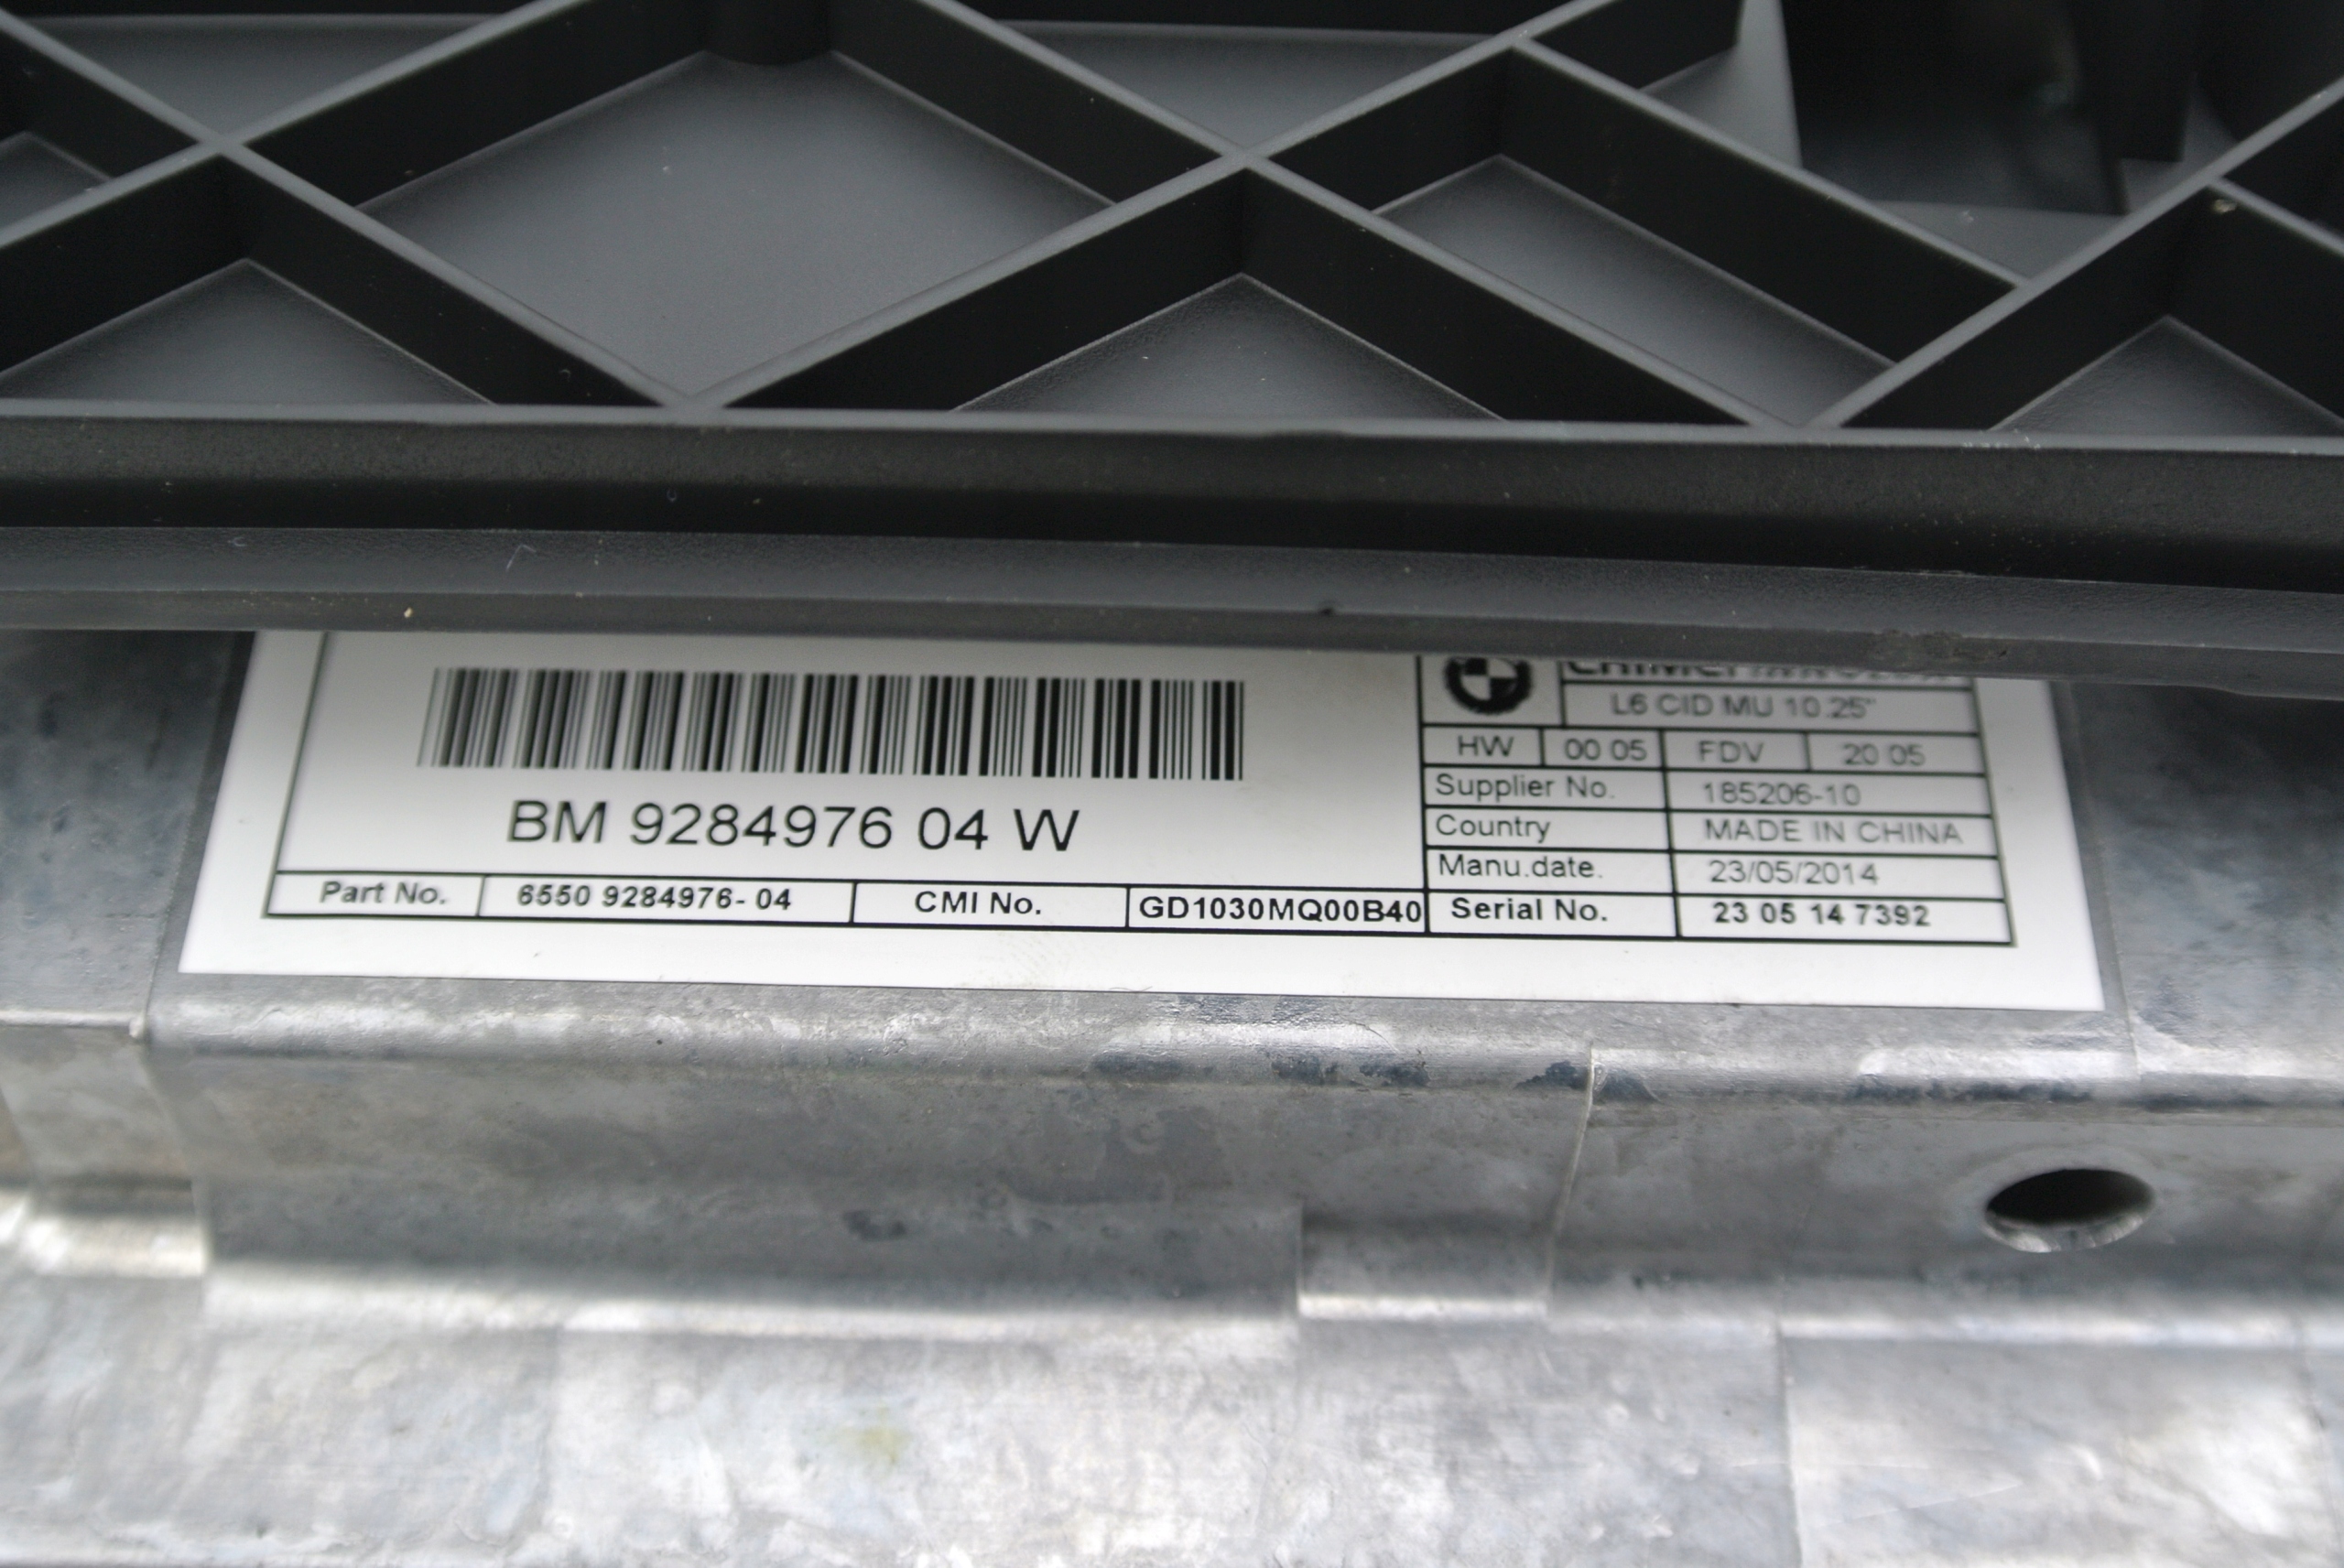 L6 CID MU 10.25"
HW 00 05 FDV 20 05
Supplier No. 185206-10
Country MADE IN CHINA
Manu.date. 23/05/2014
BM 9284976 04 W
Part No. 6550 9284976- 04 CMI No. GD1030MQ00B40 Serial No. 23 05 14 7392